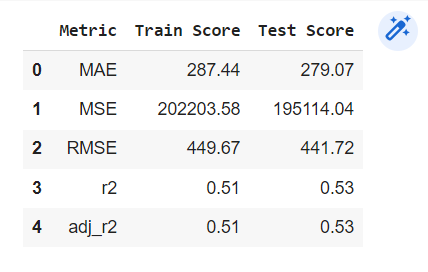 Metric Train Score Test Score
0 MAE 287.44 279.07
1 MSE 202203.58 195114.04
2 RMSE 449.67 441.72
3 r2 0.51 0.53
4 adj_r2 0.51 0.53